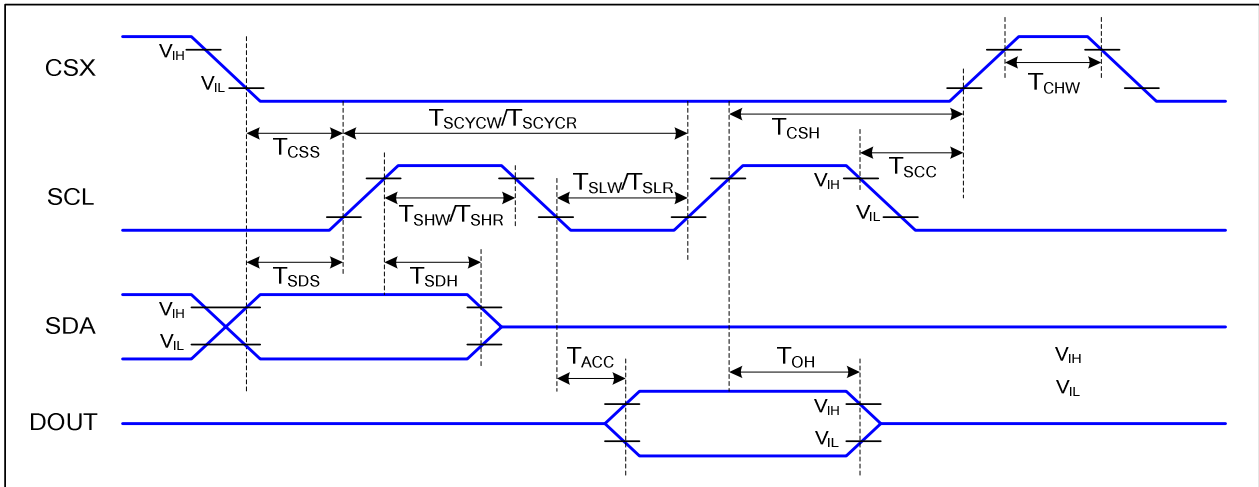 CSX
VIH
VIL
TCHW
TSCYCW/TSCYCR
TCSS
TCSH
TSCC
SCL
TSHW/TSHR
TSLW/TSLR
VIH
VIL
TSDS
TSDH
SDA
VIH
VIL
TACC
TOH
VIH
VIL
DOUT
VIH
VIL